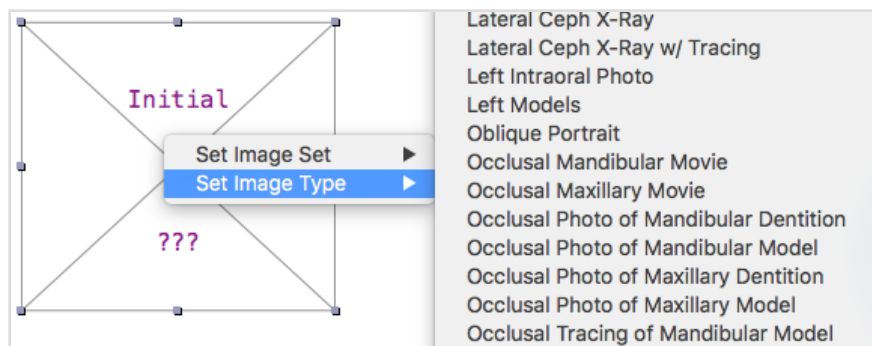 Initial
???
Set Image Set
Set Image Type
Lateral Ceph X-Ray
Lateral Ceph X-Ray w/ Tracing
Left Intraoral Photo
Left Models
Oblique Portrait
Occlusal Mandibular Movie
Occlusal Maxillary Movie
Occlusal Photo of Mandibular Dentition
Occlusal Photo of Mandibular Model
Occlusal Photo of Maxillary Dentition
Occlusal Photo of Maxillary Model
Occlusal Tracing of Mandibular Model